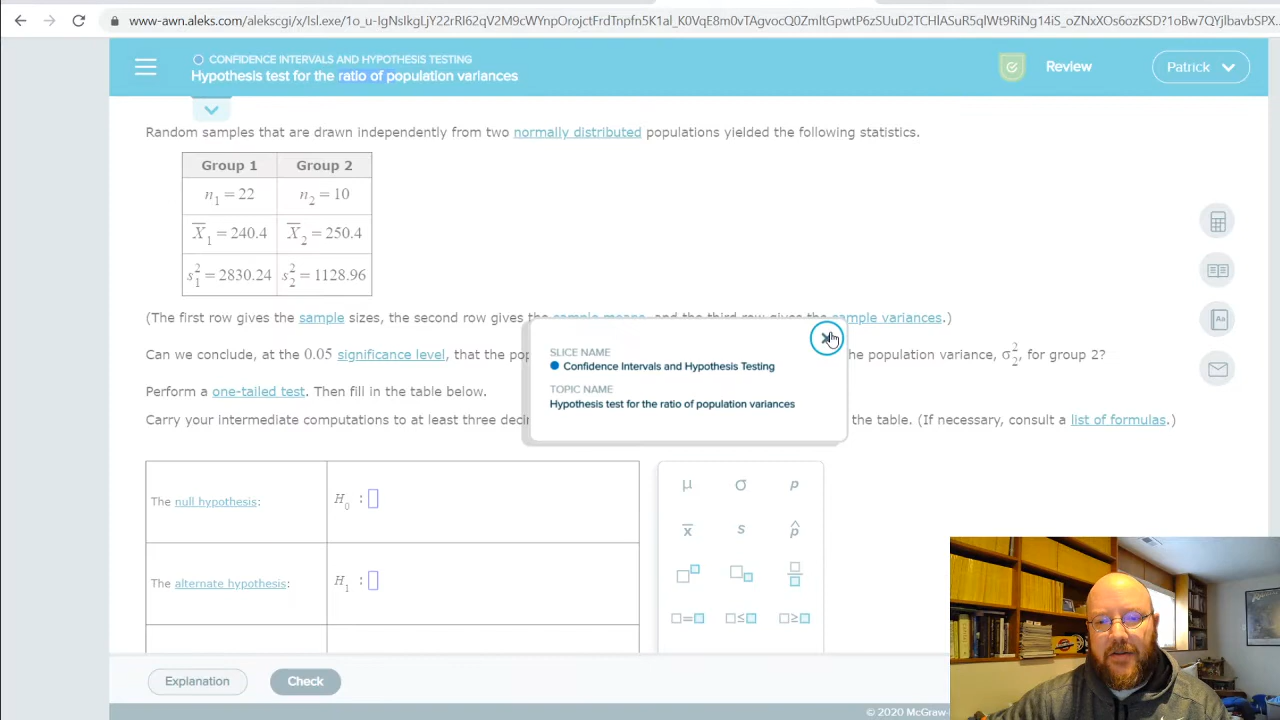 www-awn.aleks.com/alekscgi/x/Isl.exe/1o_u-IgNsIkgLjY22rRl62qV2M9cWYnpOrojctFrdTnpfn5K1al_K0VqE8m0vTAgvocQ0ZmltGpwtP6zSUuD2TCHlASuR5qlWt9RiNg14iS_oZNxXOs6ozKSD?1oBw7QYjlbavbSPX...
CONFIDENCE INTERVALS AND HYPOTHESIS TESTING
Hypothesis test for the ratio of population variances
Review
Patrick
Random samples that are drawn independently from two normally distributed populations yielded the following statistics.
Group 1 Group 2
n₁ = 22 n₂ = 10
X̅₁ = 240.4 X̅₂ = 250.4
s₁² = 2830.24 s₂² = 1128.96
(The first row gives the sample sizes, the second row gives the sample means, and the third row gives the sample variances.)
Can we conclude, at the 0.05 significance level, that the he population variance, σ₂², for group 2?
Perform a one-tailed test. Then fill in the table below.
Carry your intermediate computations to at least three the table. (If necessary, consult a list of formulas.)
SLICE NAME
Confidence Intervals and Hypothesis Testing
TOPIC NAME
Hypothesis test for the ratio of population variances
The null hypothesis: H₀ :
The alternate hypothesis: H₁ :
μ σ p
x̅ s p̂
□=□ □≤□ □≥□
Explanation
Check
© 2020 McGraw-